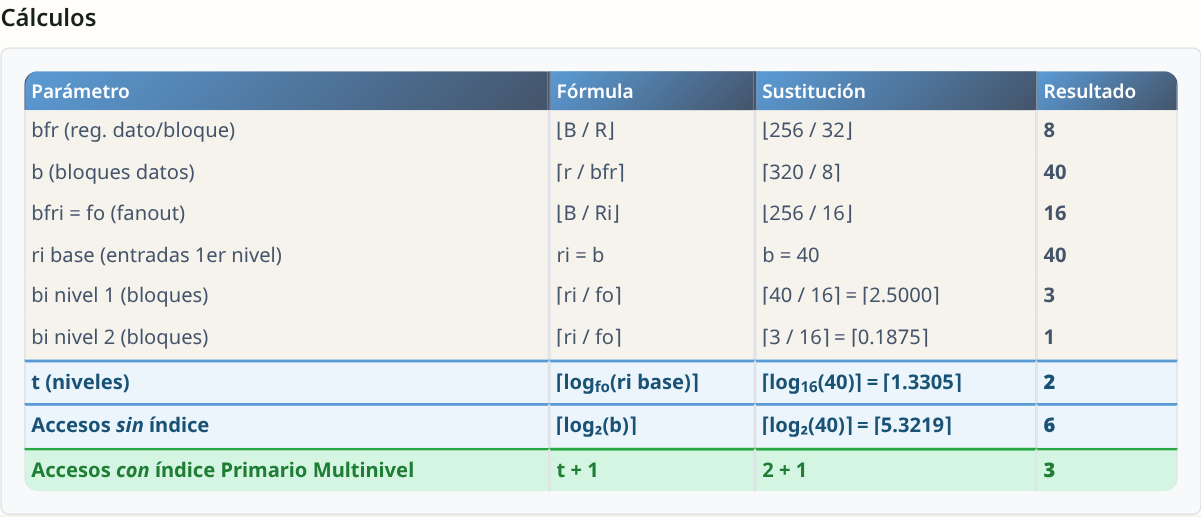 Cálculos
Parámetro Fórmula Sustitución Resultado
bfr (reg. dato/bloque) ⌊B / R⌋ ⌊256 / 32⌋ 8
b (bloques datos) ⌈r / bfr⌉ ⌈320 / 8⌉ 40
bfri = fo (fanout) ⌊B / Ri⌋ ⌊256 / 16⌋ 16
ri base (entradas 1er nivel) ri = b b = 40 40
bi nivel 1 (bloques) ⌈ri / fo⌉ ⌈40 / 16⌉ = ⌈2.5000⌉ 3
bi nivel 2 (bloques) ⌈ri / fo⌉ ⌈3 / 16⌉ = ⌈0.1875⌉ 1
t (niveles) ⌈log_fo(ri base)⌉ ⌈log₁₆(40)⌉ = ⌈1.3305⌉ 2
Accesos sin índice ⌈log₂(b)⌉ ⌈log₂(40)⌉ = ⌈5.3219⌉ 6
Accesos con índice Primario Multinivel t + 1 2 + 1 3